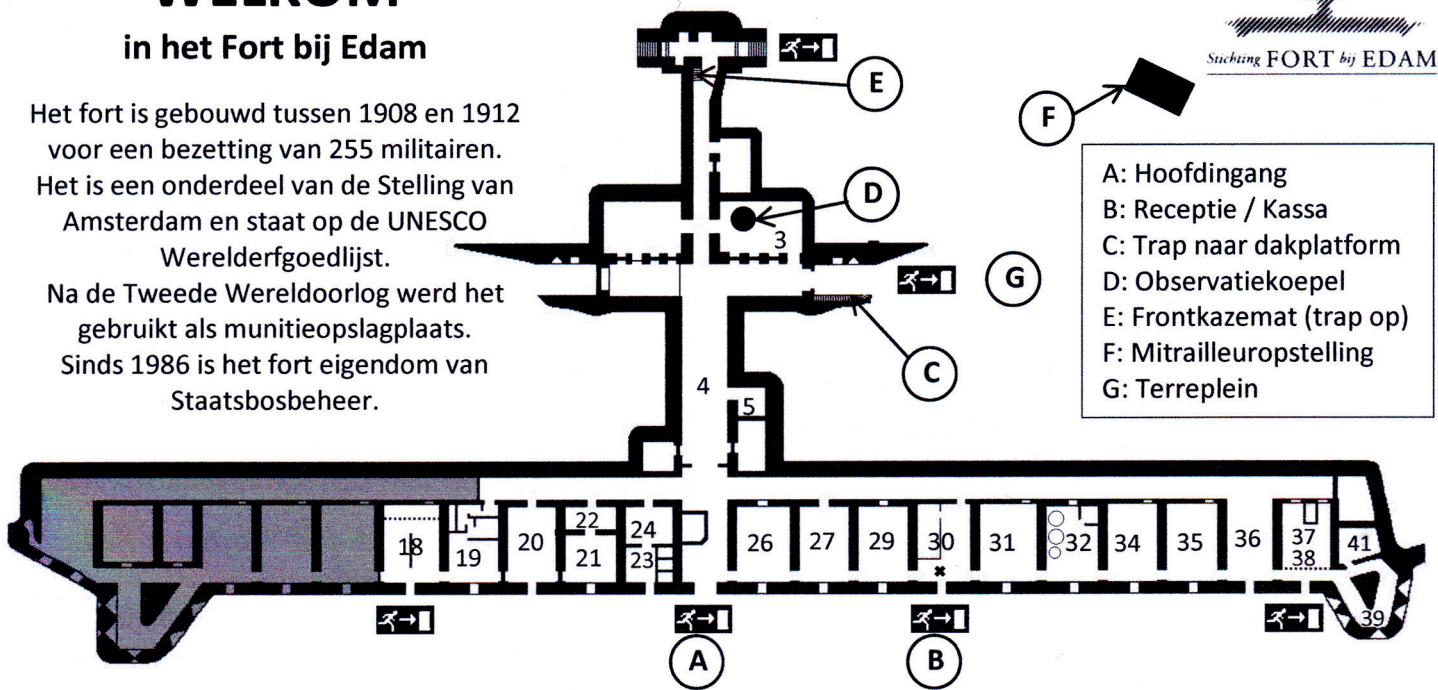 WELKOM
in het Fort bij Edam
Het fort is gebouwd tussen 1908 en 1912
voor een bezetting van 255 militairen.
Het is een onderdeel van de Stelling van
Amsterdam en staat op de UNESCO
Werelderfgoedlijst.
Na de Tweede Wereldoorlog werd het
gebruikt als munitieopslagplaats.
Sinds 1986 is het fort eigendom van
Staatsbosbeheer.
Stichting FORT bij EDAM
E
F
D
G
C
A: Hoofdingang
B: Receptie / Kassa
C: Trap naar dakplatform
D: Observatiekoepel
E: Frontkazemat (trap op)
F: Mitrailleuropstelling
G: Terreplein
3
4
5
18
19
20
22
21
24
23
26
27
29
30
31
32
34
35
36
37
38
41
39
A
B